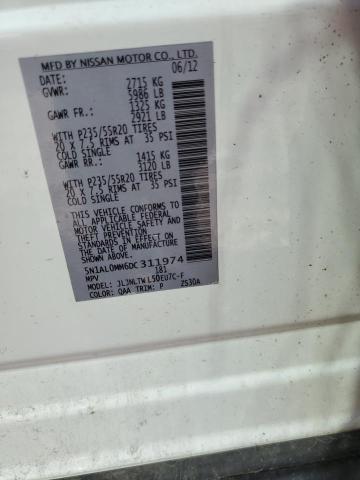 MFD BY NISSAN MOTOR CO., LTD.
DATE: 06/12
GVWR: 2715 KG
5986 LB
GAWR FR.: 1325 KG
2921 LB
WITH P235/55R20 TIRES
20 X 7.5 RIMS AT 35 PSI
COLD SINGLE
GAWR RR.: 1415 KG
3120 LB
WITH P235/55R20 TIRES
20 X 7.5 RIMS AT 35 PSI
COLD SINGLE
THIS VEHICLE CONFORMS TO
ALL APPLICABLE FEDERAL
MOTOR VEHICLE SAFETY AND
THEFT PREVENTION
STANDARDS IN EFFECT ON
THE DATE OF MANUFACTURE
SHOWN ABOVE.
5N1AL0MM6DC311974
MPV 181
MODEL: JLJNLTWL50EU7C-F
COLOR: QAA TRIM: P ZS30A